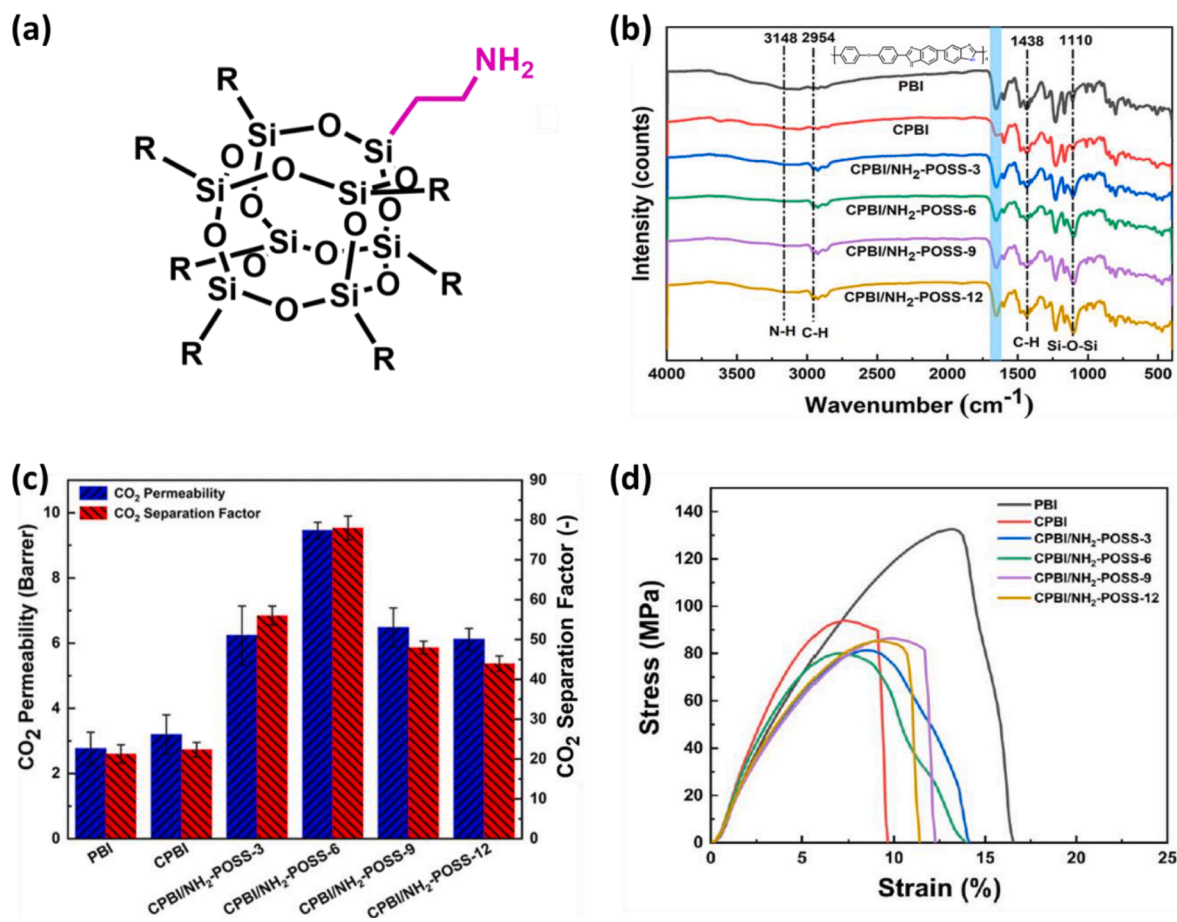 (a)
NH2
R
Si
O
Si
R
O
O
R
Si
O
Si
R
O
O
O
O
O
Si
O
Si
R
Si
O
Si
R
R
R
(b)
3148 2954 1438 1110
PBI
CPBI
CPBI/NH2-POSS-3
CPBI/NH2-POSS-6
CPBI/NH2-POSS-9
CPBI/NH2-POSS-12
N-H C-H C-H Si-O-Si
4000 3500 3000 2500 2000 1500 1000 500
Wavenumber (cm-1)
Intensity (counts)
(c)
CO2 Permeability
CO2 Separation Factor
10
8
6
4
2
0
CO2 Permeability (Barrer)
90
80
70
60
50
40
30
20
10
0
CO2 Separation Factor (-)
PBI
CPBI
CPBI/NH2-POSS-3
CPBI/NH2-POSS-6
CPBI/NH2-POSS-9
CPBI/NH2-POSS-12
(d)
PBI
CPBI
CPBI/NH2-POSS-3
CPBI/NH2-POSS-6
CPBI/NH2-POSS-9
CPBI/NH2-POSS-12
140
120
100
80
60
40
20
0
Stress (MPa)
0 5 10 15 20 25
Strain (%)